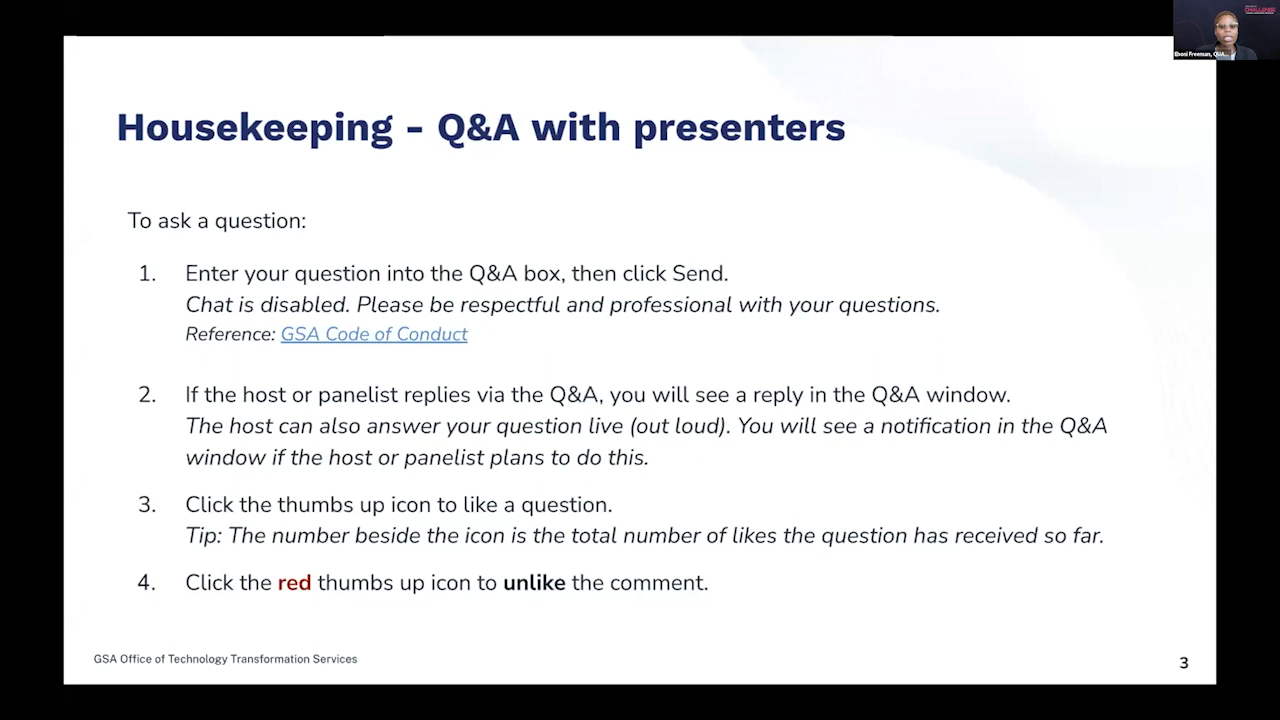 CHALLENGE
Eboni Freeman, QUA...
Housekeeping - Q&A with presenters
To ask a question:
1. Enter your question into the Q&A box, then click Send.
Chat is disabled. Please be respectful and professional with your questions.
Reference: GSA Code of Conduct
2. If the host or panelist replies via the Q&A, you will see a reply in the Q&A window.
The host can also answer your question live (out loud). You will see a notification in the Q&A
window if the host or panelist plans to do this.
3. Click the thumbs up icon to like a question.
Tip: The number beside the icon is the total number of likes the question has received so far.
4. Click the red thumbs up icon to unlike the comment.
GSA Office of Technology Transformation Services
3